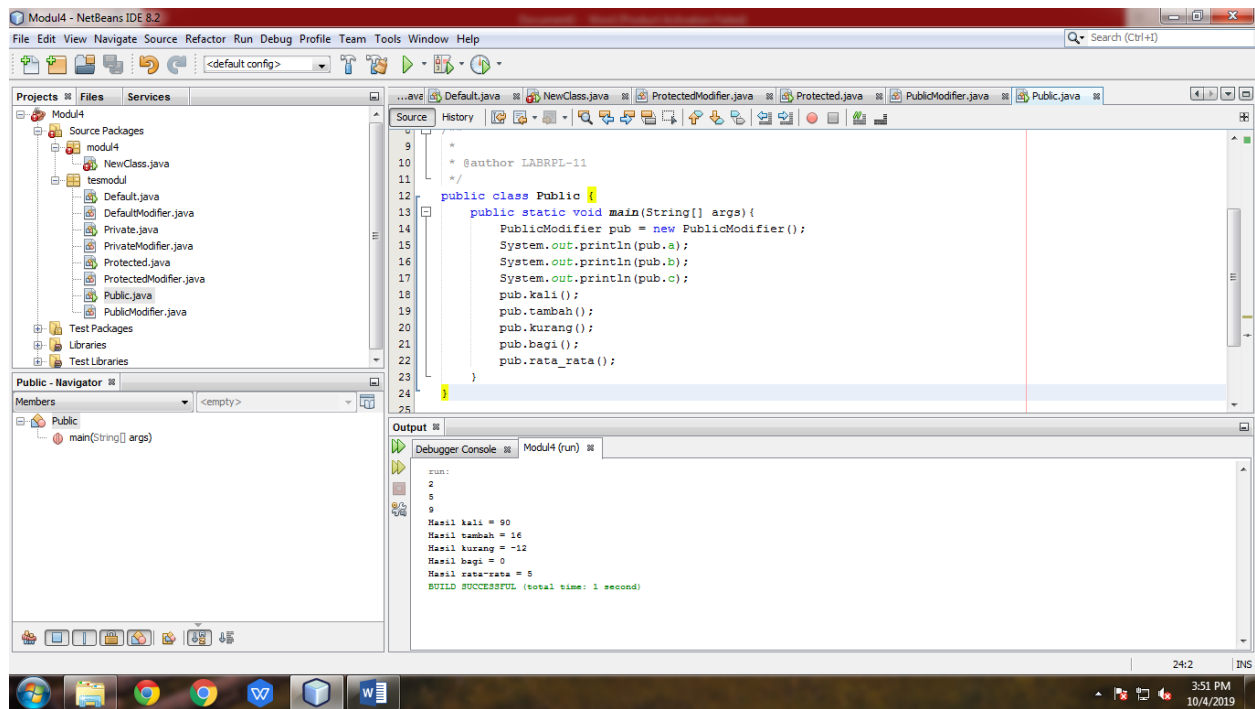 Modul4 - NetBeans IDE 8.2
File Edit View Navigate Source Refactor Run Debug Profile Team Tools Window Help
Search (Ctrl+I)
<default config>
Projects Files Services
Modul4
Source Packages
modul4
NewClass.java
tesmodul
Default.java
DefaultModifier.java
Private.java
PrivateModifier.java
Protected.java
ProtectedModifier.java
Public.java
PublicModifier.java
Test Packages
Libraries
Test Libraries
Public - Navigator
Members <empty>
Public
main(String[] args)
...ava Default.java NewClass.java ProtectedModifier.java Protected.java PublicModifier.java Public.java
Source History
9 *
10 * @author LABRPL-11
11 */
12 public class Public {
13 public static void main(String[] args){
14 PublicModifier pub = new PublicModifier();
15 System.out.println(pub.a);
16 System.out.println(pub.b);
17 System.out.println(pub.c);
18 pub.kali();
19 pub.tambah();
20 pub.kurang();
21 pub.bagi();
22 pub.rata_rata();
23 }
24 }
25
Output
Debugger Console Modul4 (run)
run:
2
5
9
Hasil kali = 90
Hasil tambah = 16
Hasil kurang = -12
Hasil bagi = 0
Hasil rata-rata = 5
BUILD SUCCESSFUL (total time: 1 second)
24:2 INS
3:51 PM
10/4/2019